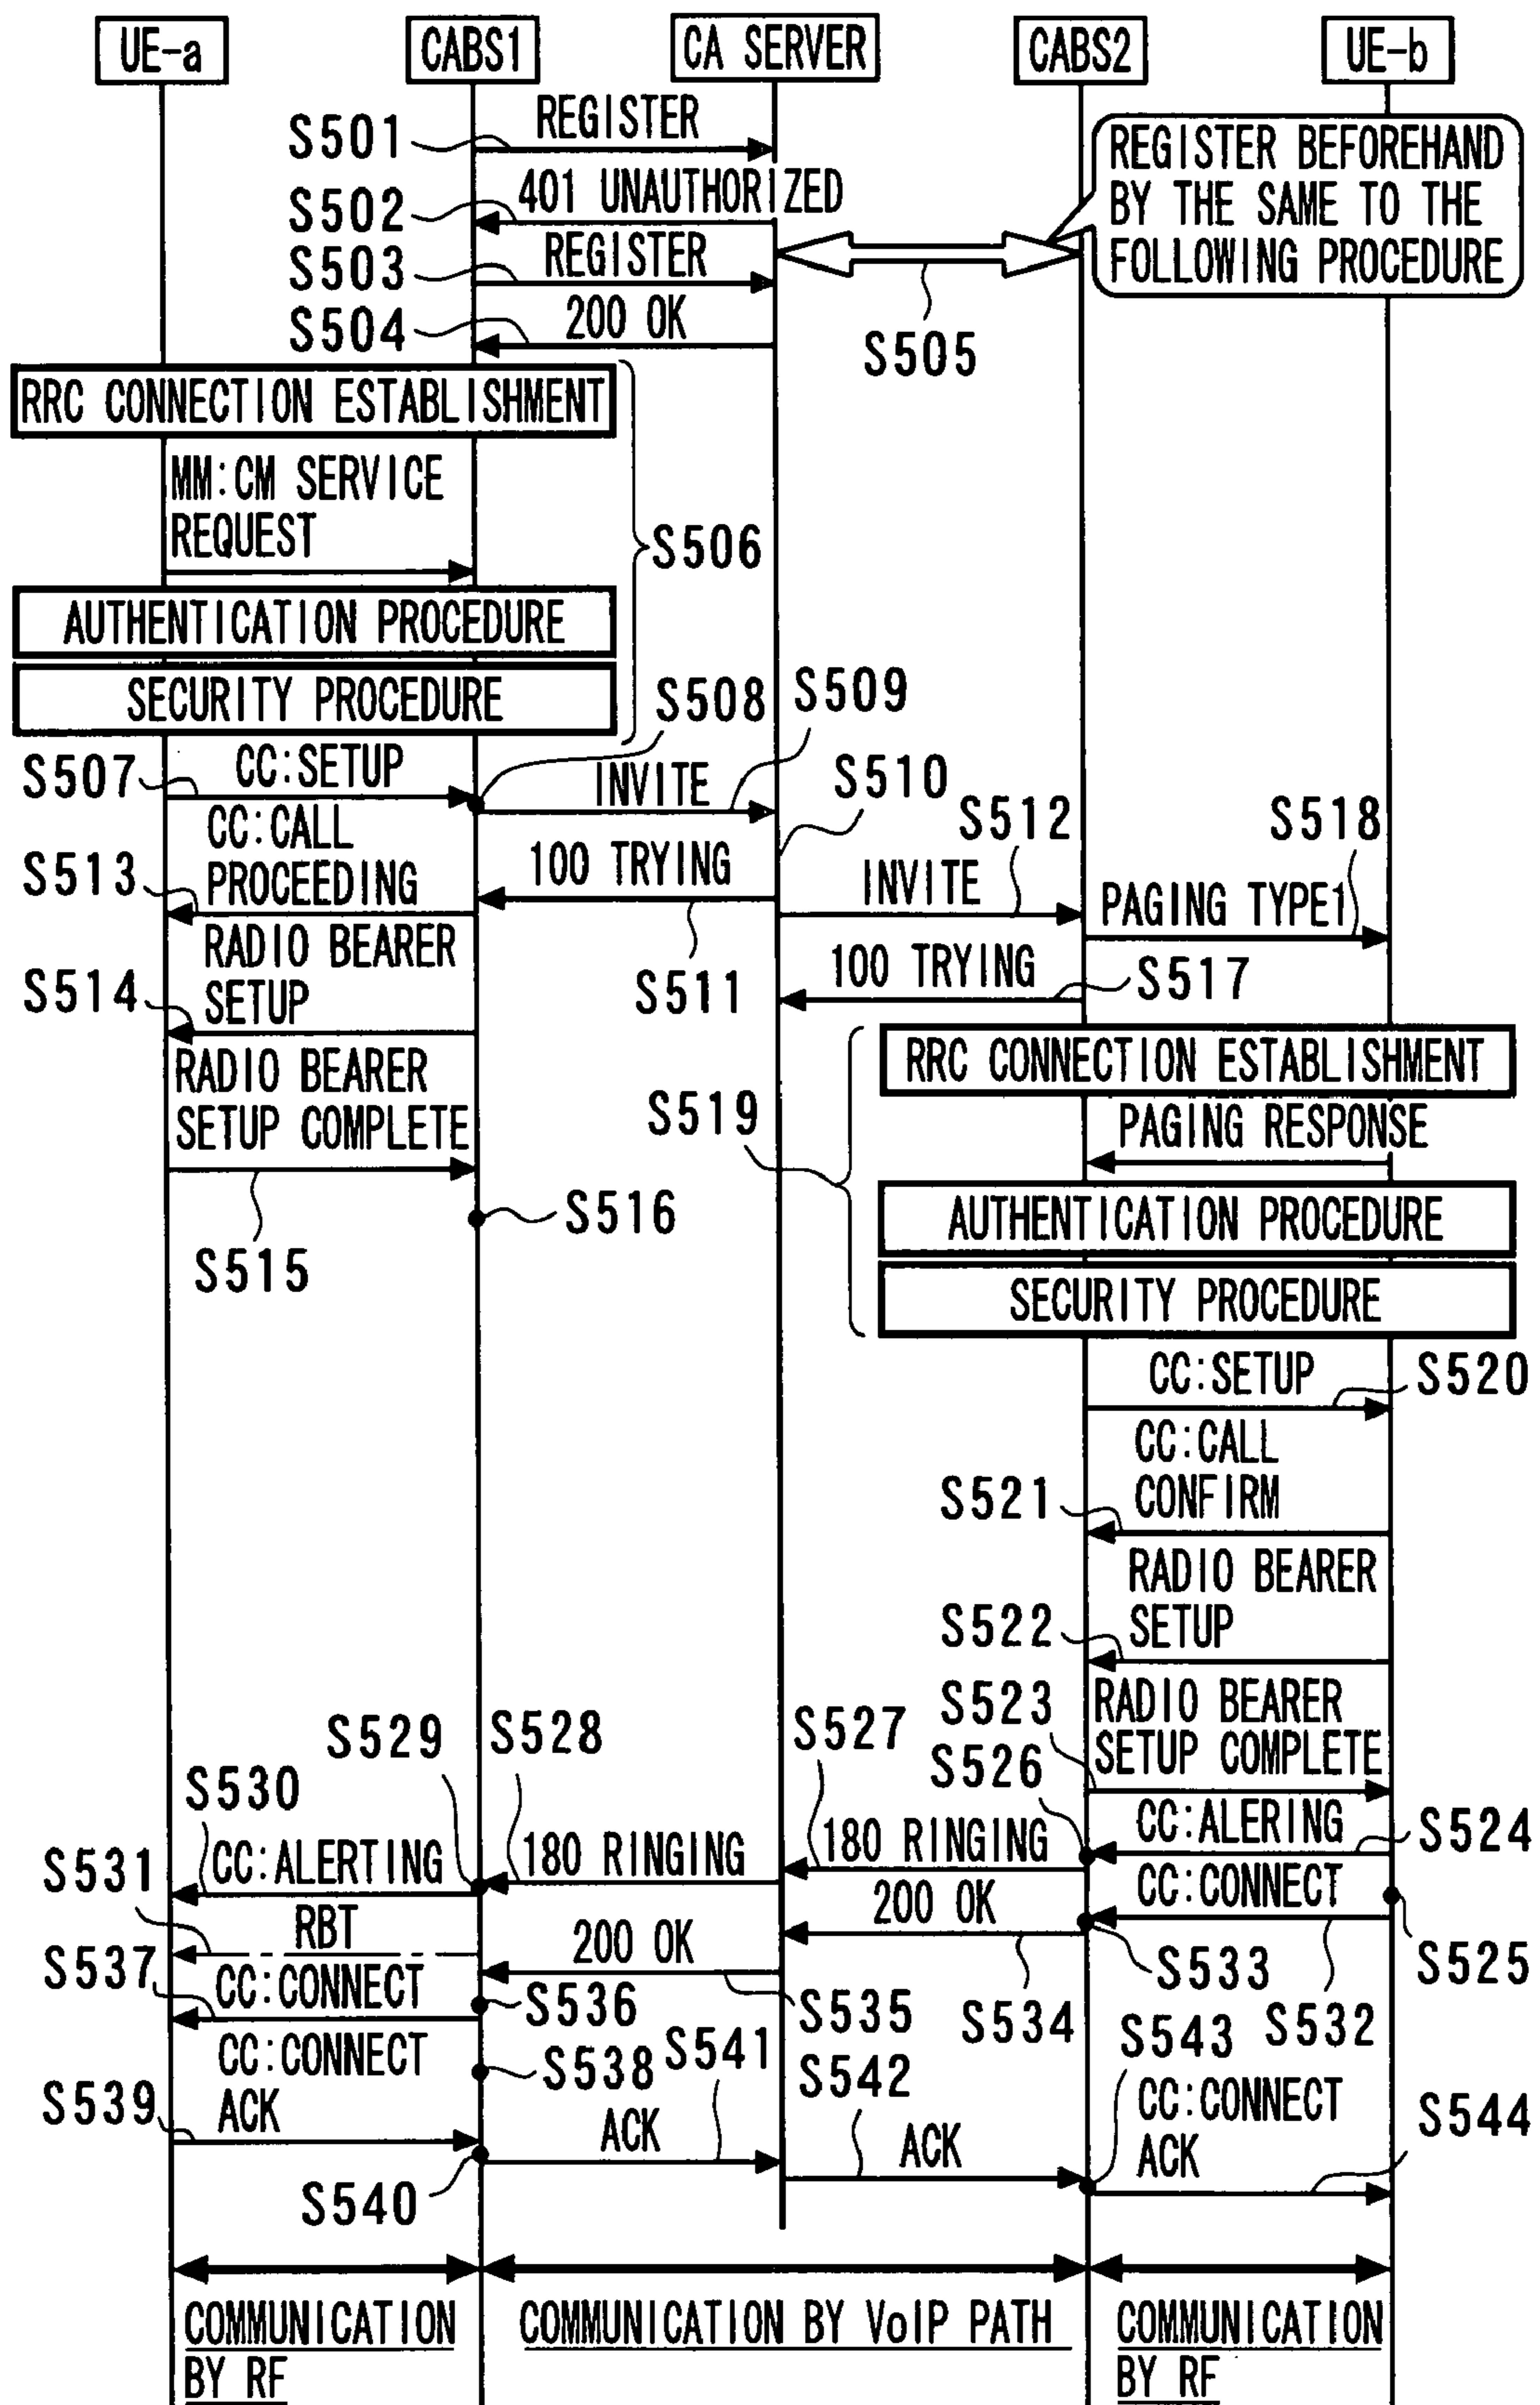 UE-a
CABS1
CA SERVER
CABS2
UE-b
S501
REGISTER
REGISTER BEFOREHAND
BY THE SAME TO THE
FOLLOWING PROCEDURE
S502
401 UNAUTHORIZED
S503
REGISTER
S504
200 OK
S505
RRC CONNECTION ESTABLISHMENT
MM:CM SERVICE
REQUEST
S506
AUTHENTICATION PROCEDURE
SECURITY PROCEDURE
S508
S509
S507
CC:SETUP
INVITE
S510
S512
S518
CC:CALL
PROCEEDING
S513
100 TRYING
INVITE
PAGING TYPE1
S511
RADIO BEARER
SETUP
S514
100 TRYING
S517
RADIO BEARER
SETUP COMPLETE
S515
S516
S519
RRC CONNECTION ESTABLISHMENT
PAGING RESPONSE
AUTHENTICATION PROCEDURE
SECURITY PROCEDURE
CC:SETUP
S520
CC:CALL
CONFIRM
S521
RADIO BEARER
SETUP
S522
S523
RADIO BEARER
SETUP COMPLETE
S529
S528
S527
S526
S530
CC:ALERTING
180 RINGING
180 RINGING
CC:ALERING
S524
S531
RBT
200 OK
200 OK
CC:CONNECT
S525
S537
CC:CONNECT
S536
S535
S534
S533
S532
CC:CONNECT
ACK
S539
S538
S541
S542
S543
CC:CONNECT
ACK
S544
S540
ACK
ACK
COMMUNICATION
BY RF
COMMUNICATION BY VoIP PATH
COMMUNICATION
BY RF